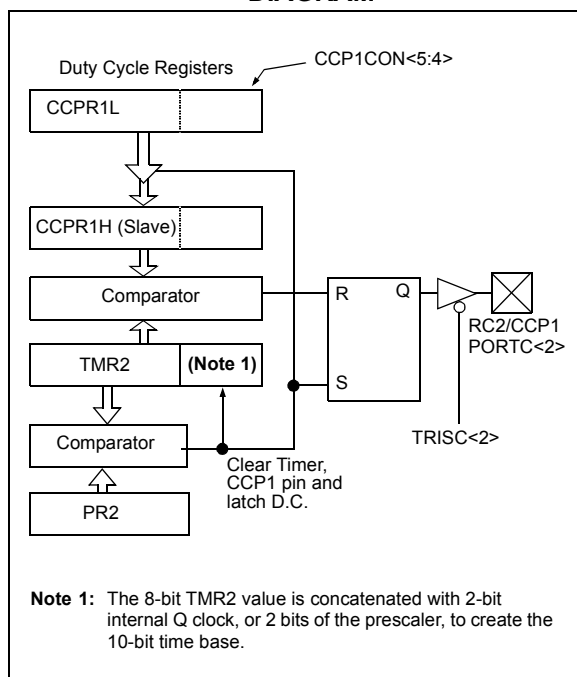 Duty Cycle Registers
CCP1CON<5:4>
CCPR1L
CCPR1H (Slave)
Comparator
R
Q
RC2/CCP1
PORTC<2>
TMR2
(Note 1)
S
TRISC<2>
Comparator
Clear Timer,
CCP1 pin and
latch D.C.
PR2
Note 1: The 8-bit TMR2 value is concatenated with 2-bit
internal Q clock, or 2 bits of the prescaler, to create the
10-bit time base.